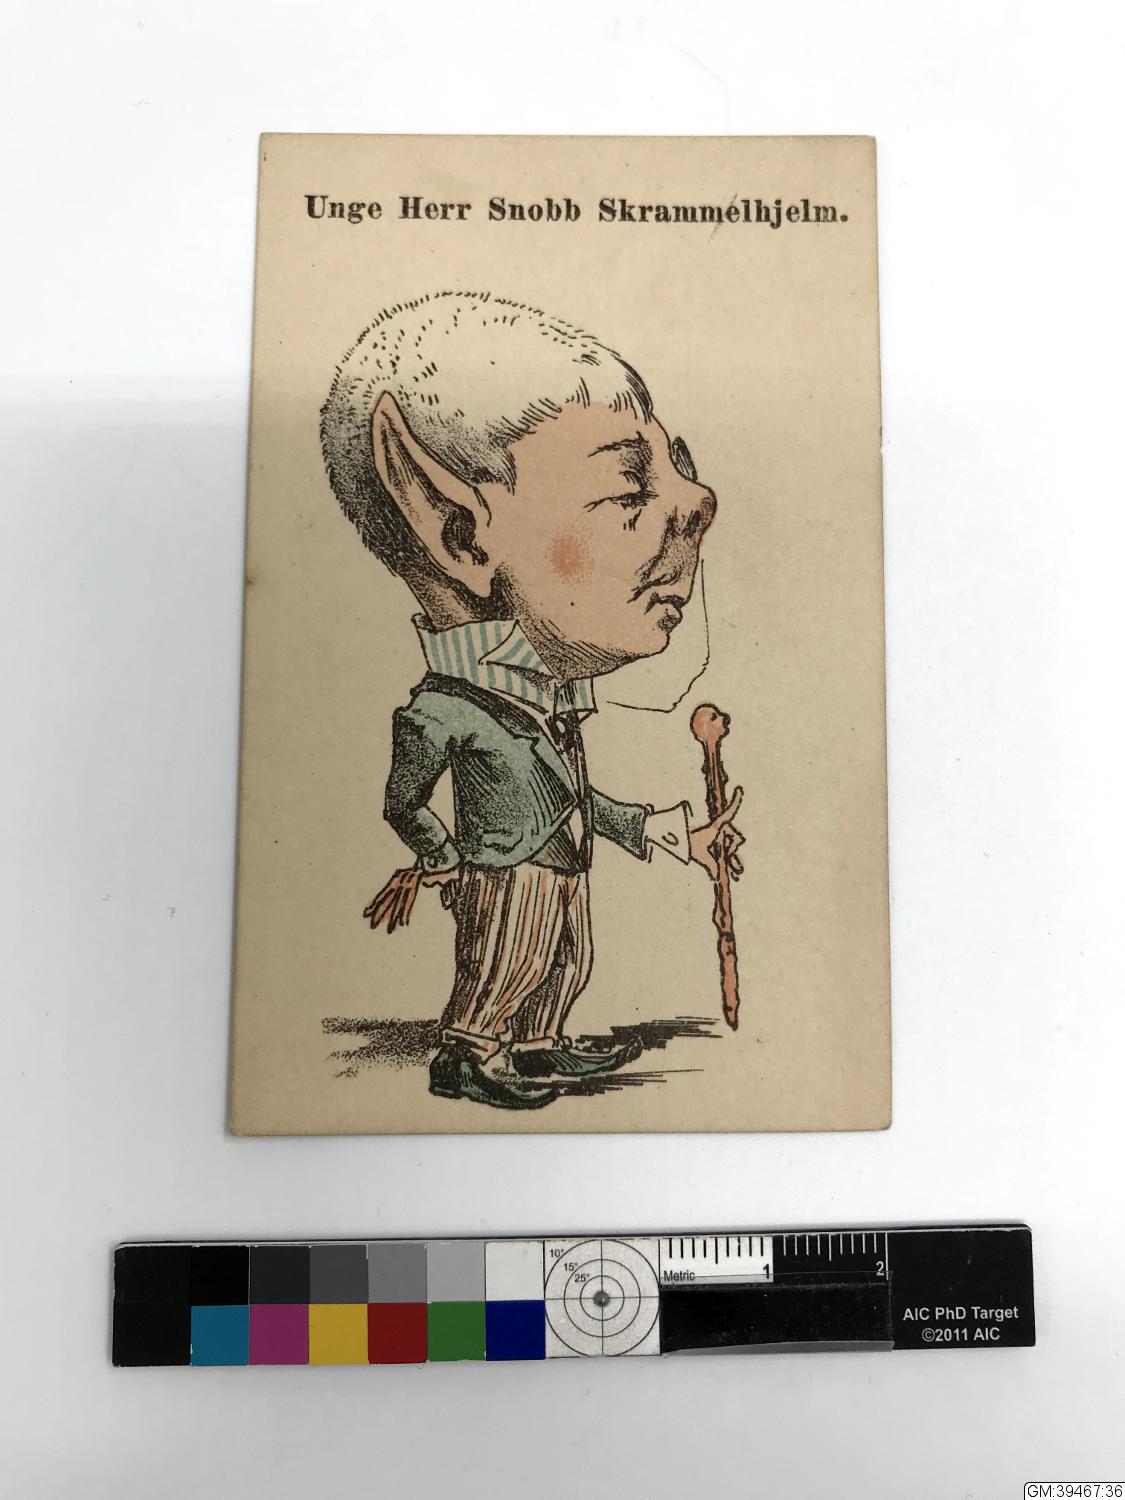 Unge Herr Snobb Skrammelhjelm.
10°
15°
25°
Metric
1
2
AIC PhD Target
©2011 AIC
GM:39467:36